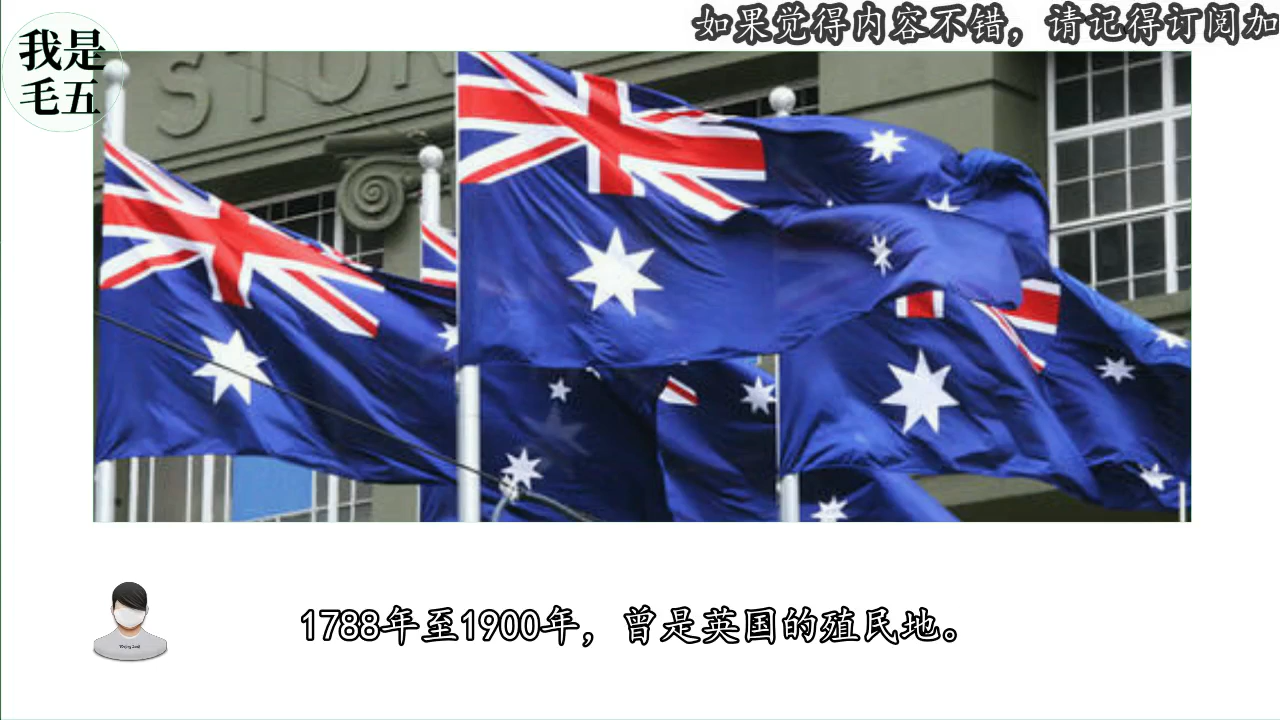 如果觉得内容不错，请记得订阅加
我是
毛五
STON
1788年至1900年，曾是英国的殖民地。